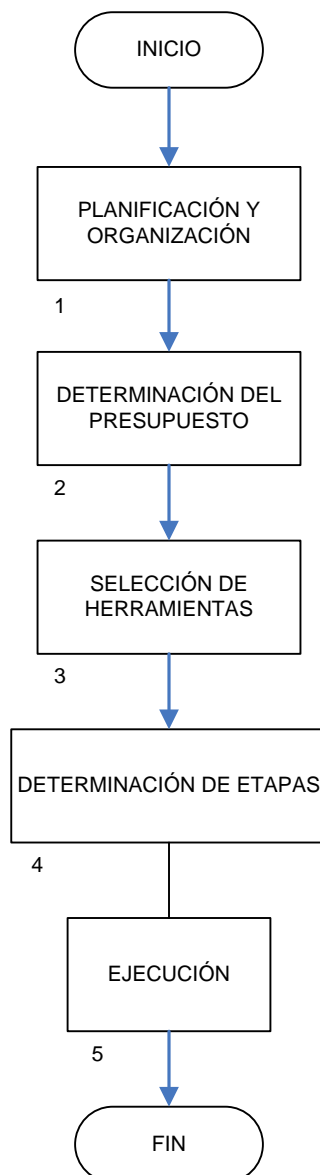 INICIO
PLANIFICACIÓN Y
ORGANIZACIÓN
1
DETERMINACIÓN DEL
PRESUPUESTO
2
SELECCIÓN DE
HERRAMIENTAS
3
DETERMINACIÓN DE ETAPAS
4
EJECUCIÓN
5
FIN